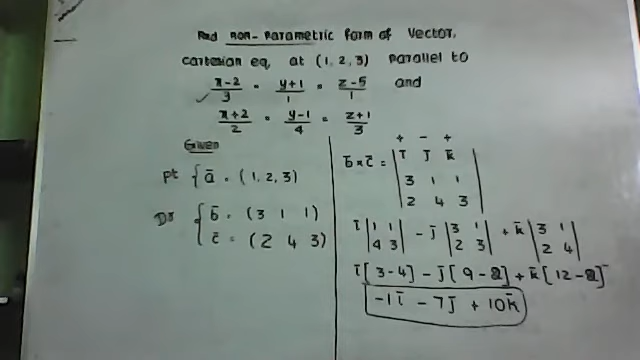 Find non-parametric form of vector,
cartesian eq, at (1, 2, 3) parallel to
x-2/3 = y+1/1 = z-5/1 and
x+2/2 = y-1/4 = z+1/3
Given
Pt { a̅ = (1, 2, 3)
Dr { b̅ = (3 1 1)
c̅ = (2 4 3)
+ - +
b̅×c̅ = | i̅ j̅ k̅ |
| 3 1 1 |
| 2 4 3 |
i̅ |1 1| - j̅ |3 1| + k̅ |3 1|
|4 3| |2 3| |2 4|
i̅[3-4] - j̅[9-2] + k̅[12-2]
-1i̅ - 7j̅ + 10k̅